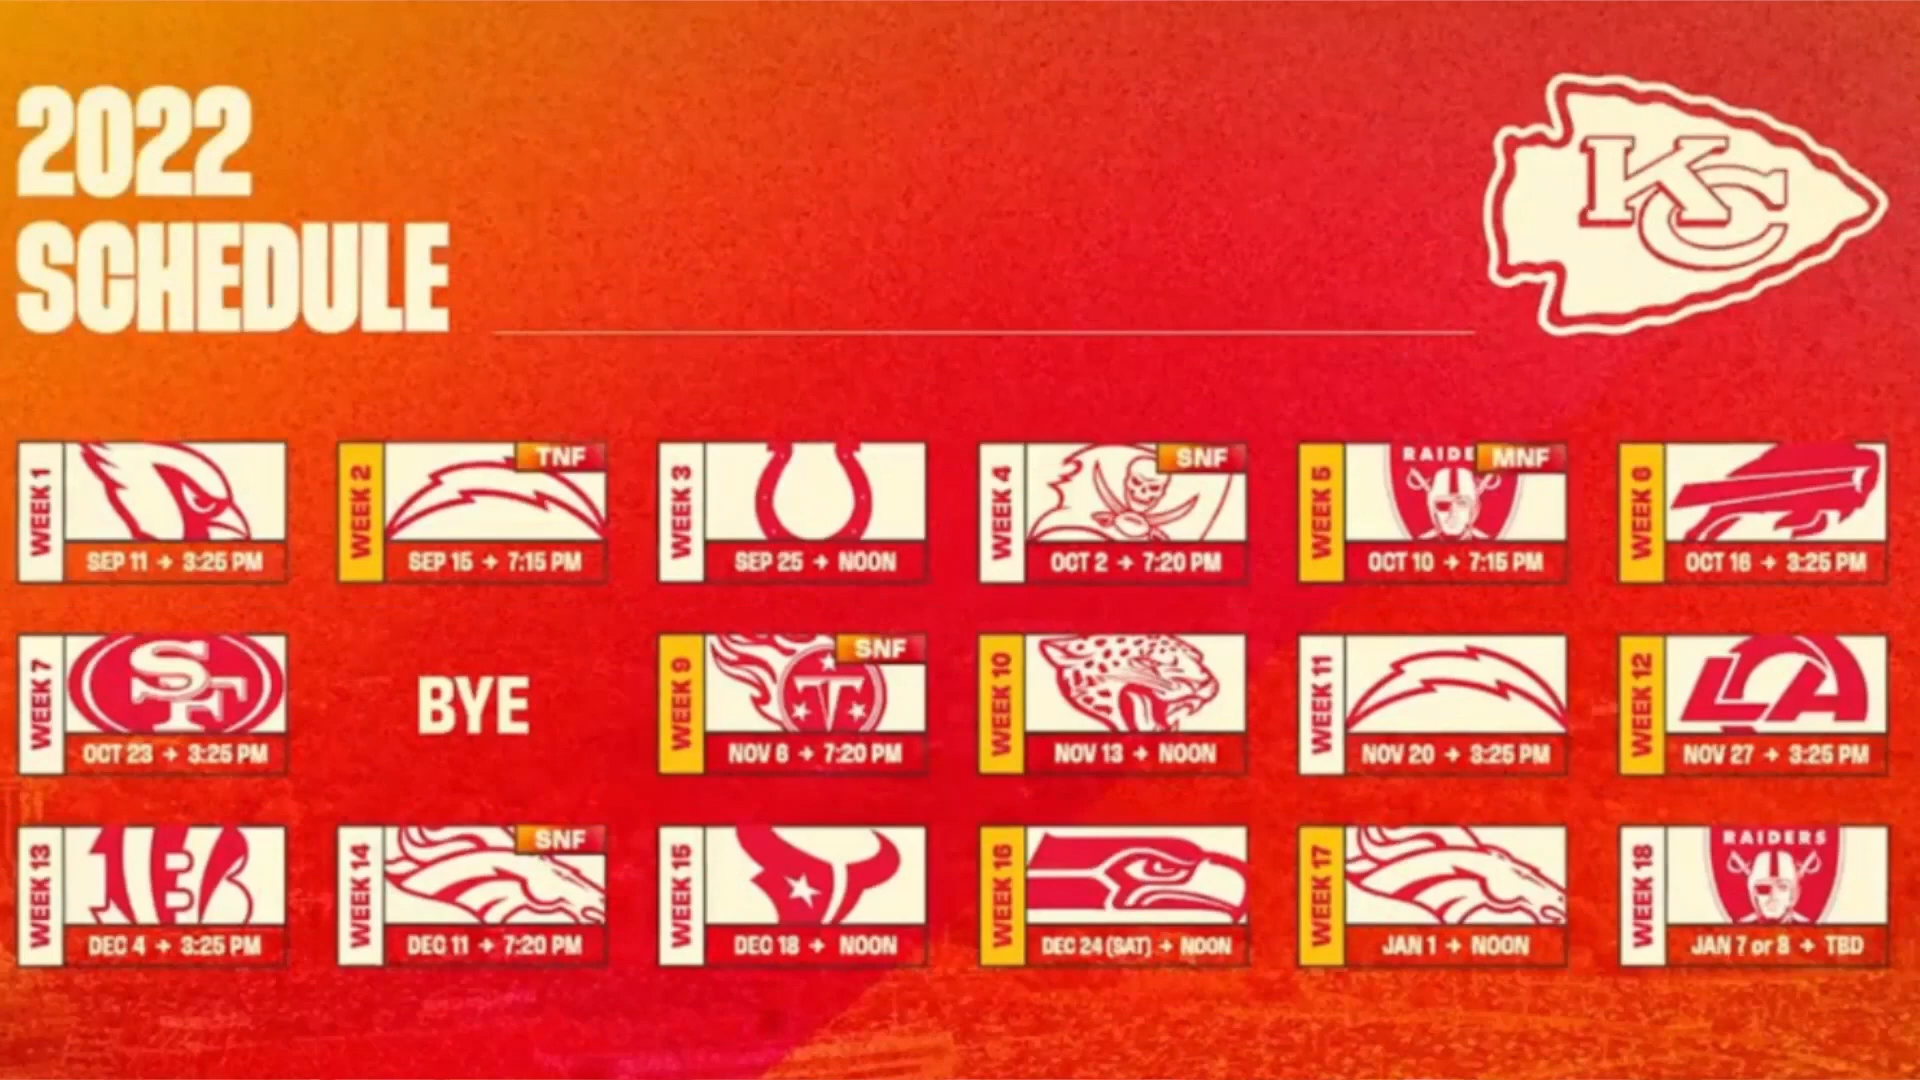 2022
SCHEDULE
KC
WEEK 1
SEP 11 → 3:25 PM
WEEK 2
TNF
SEP 15 → 7:15 PM
WEEK 3
SEP 25 → NOON
WEEK 4
SNF
OCT 2 → 7:20 PM
WEEK 5
RAIDE
MNF
OCT 10 → 7:15 PM
WEEK 6
OCT 16 → 3:25 PM
WEEK 7
SF
OCT 23 → 3:25 PM
BYE
WEEK 9
SNF
T
NOV 6 → 7:20 PM
WEEK 10
NOV 13 → NOON
WEEK 11
NOV 20 → 3:25 PM
WEEK 12
LA
NOV 27 → 3:25 PM
WEEK 13
B
DEC 4 → 3:25 PM
WEEK 14
SNF
DEC 11 → 7:20 PM
WEEK 15
DEC 18 → NOON
WEEK 16
DEC 24 (SAT) → NOON
WEEK 17
JAN 1 → NOON
WEEK 18
RAIDERS
JAN 7 or 8 → TBD